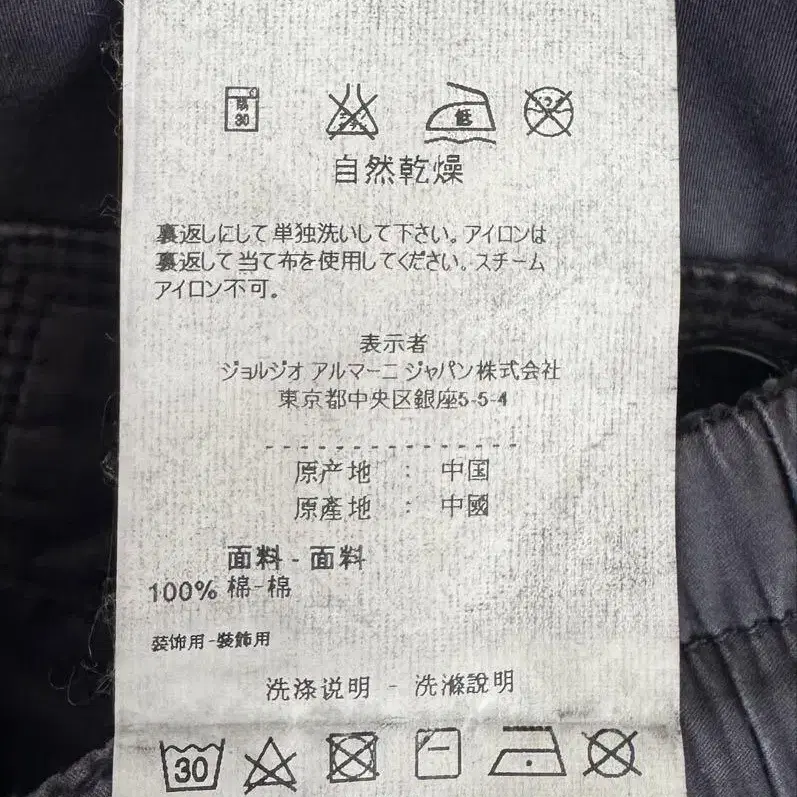 弱
30
低
自然乾燥
裏返しにして単独洗いして下さい。アイロンは
裏返して当て布を使用してください。スチーム
アイロン不可。
表示者
ジョルジオ アルマーニ ジャパン株式会社
東京都中央区銀座5-5-4
原产地 : 中国
原產地 : 中國
面料 - 面料
100% 棉-棉
装饰用-裝飾用
洗涤说明 - 洗滌說明
30